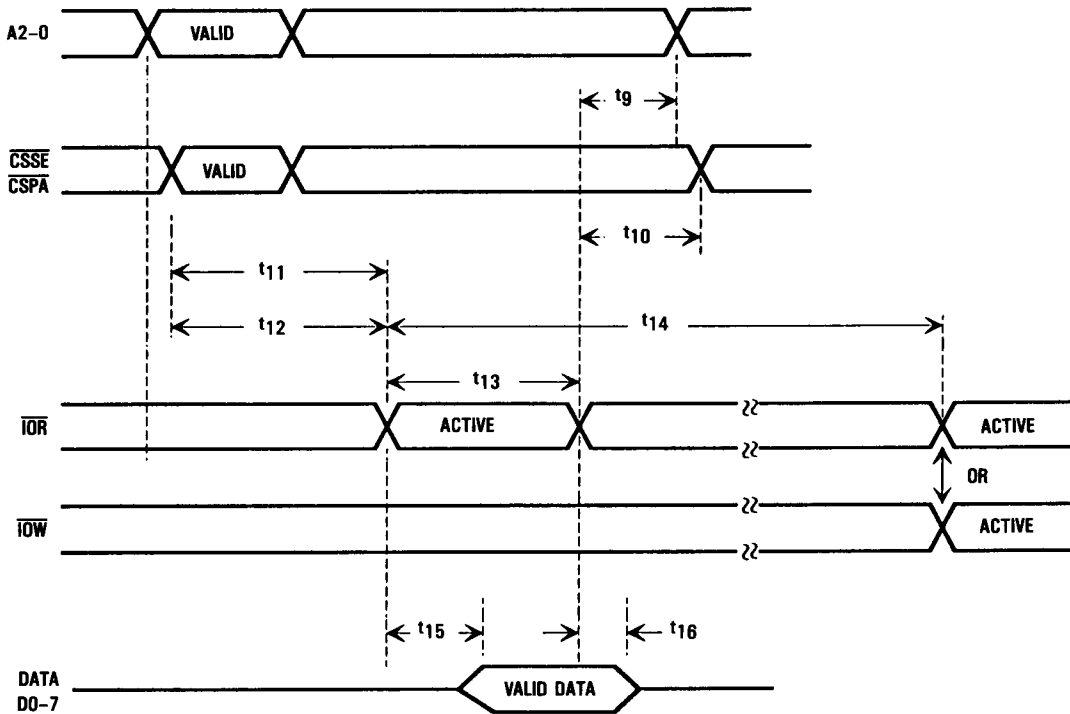 A2-0
VALID
t9
CSSE
CSPA
VALID
t10
t11
t12
t14
t13
IOR
ACTIVE
ACTIVE
OR
IOW
ACTIVE
t15
t16
DATA
DO-7
VALID DATA